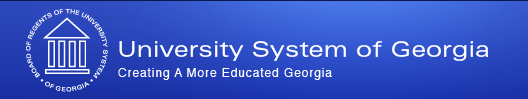 BOARD OF REGENTS OF THE UNIVERSITY SYSTEM
• OF GEORGIA •
University System of Georgia
Creating A More Educated Georgia